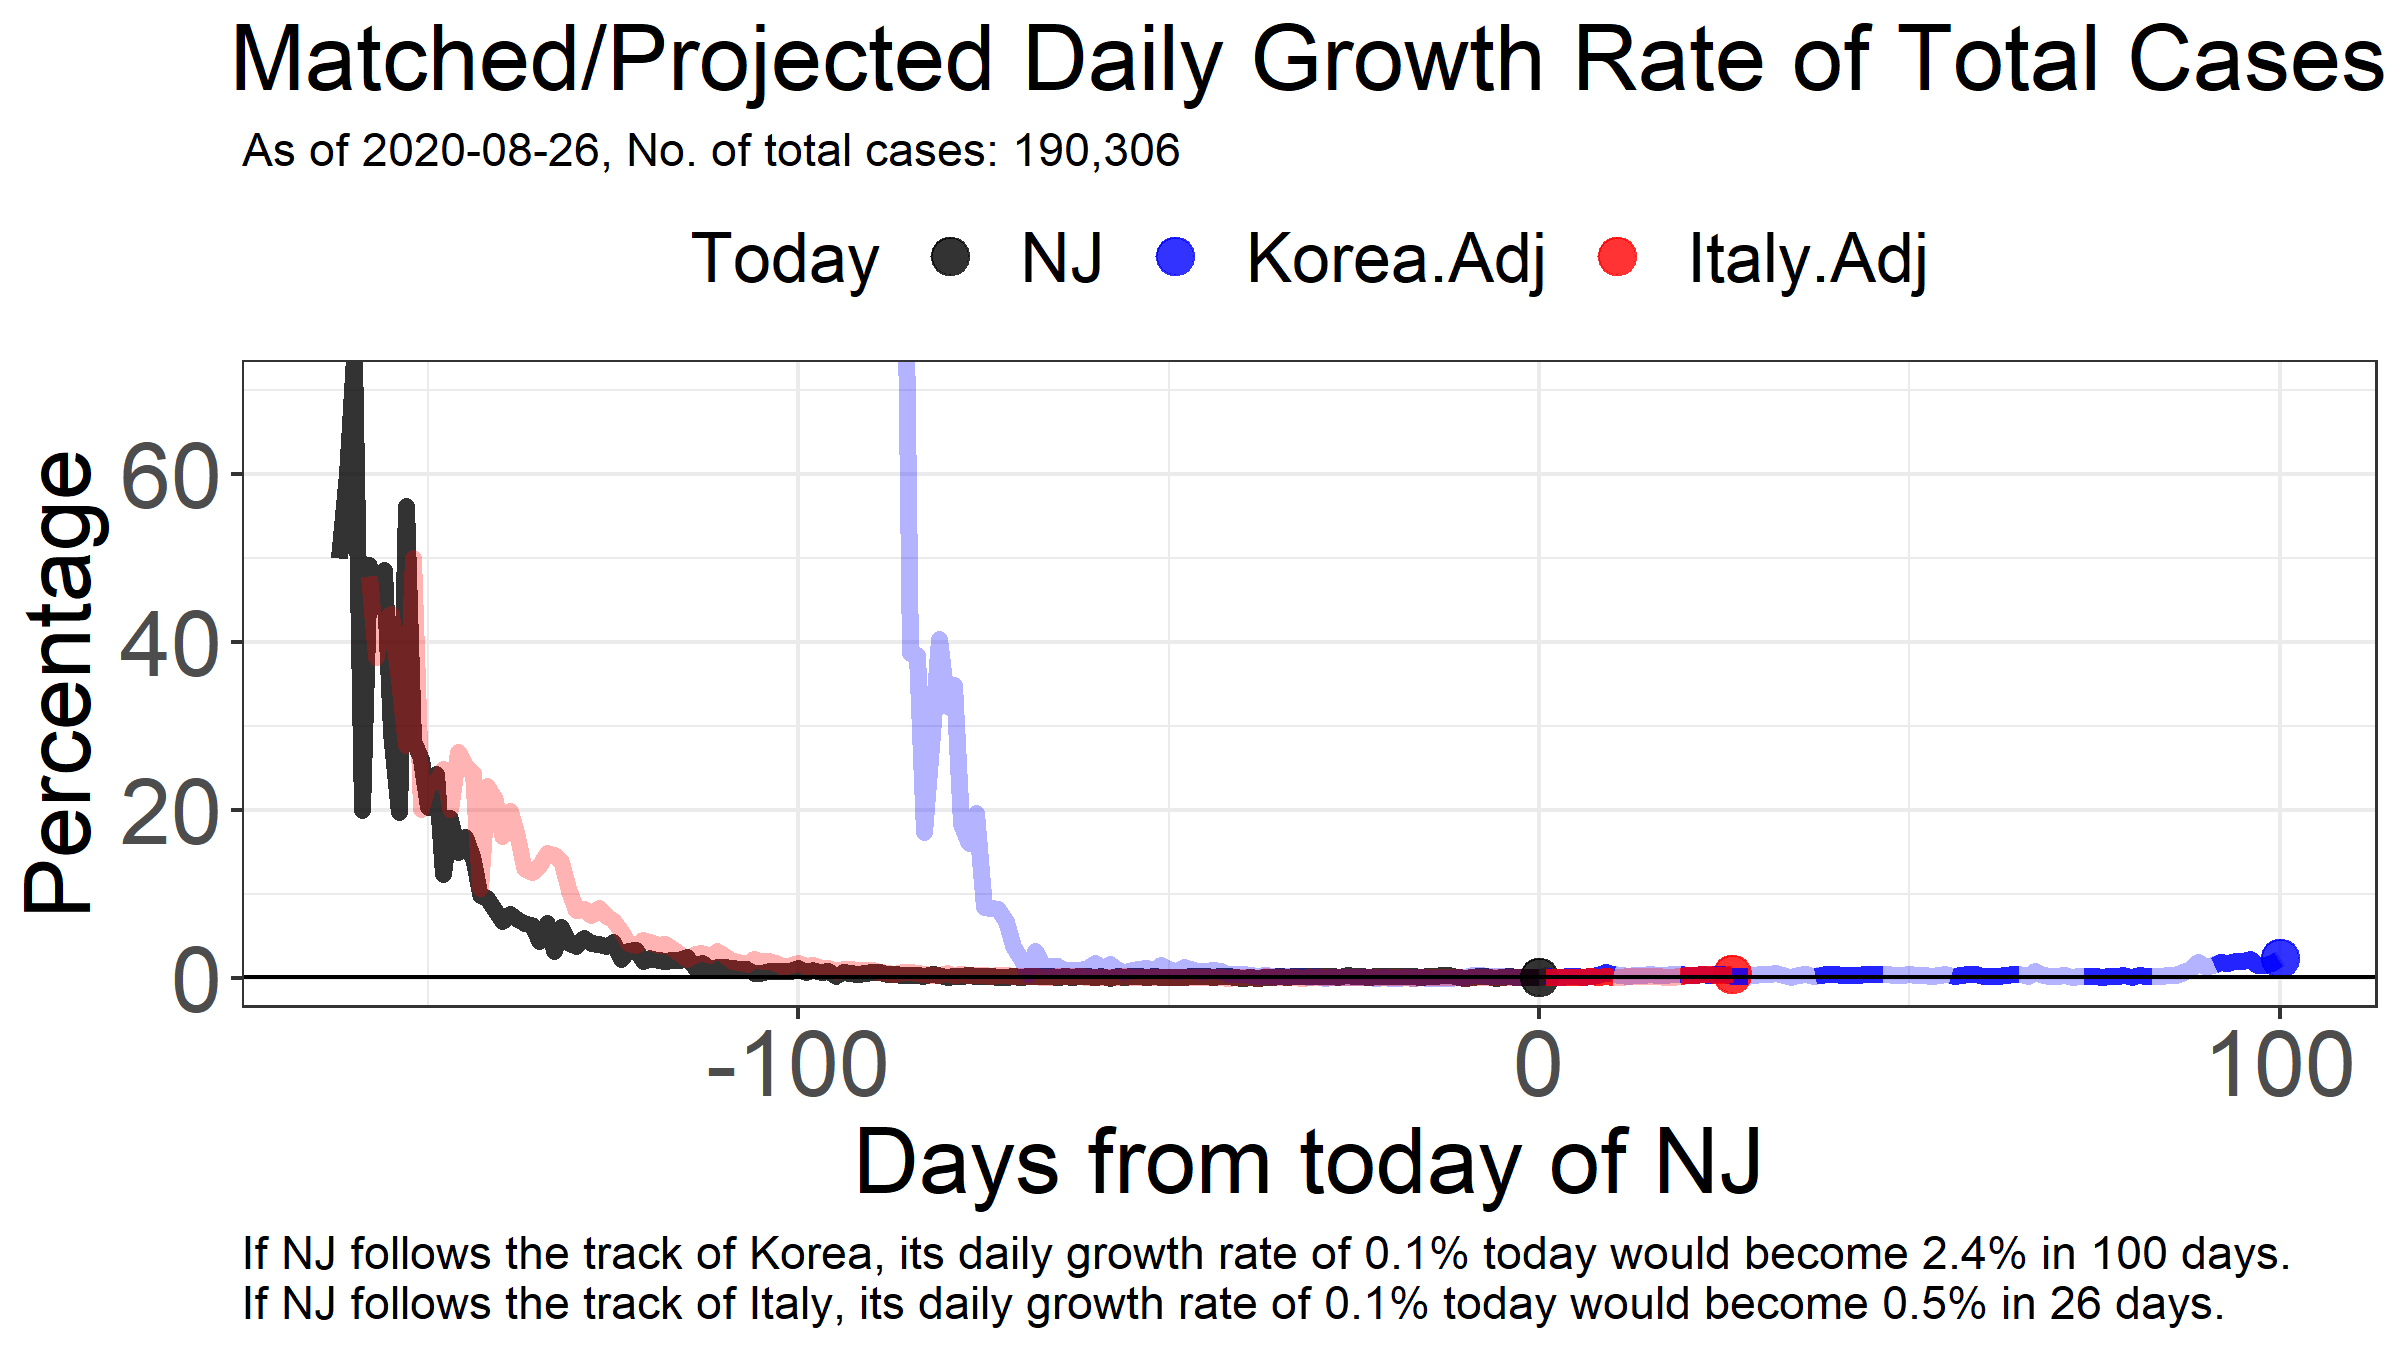 Matched/Projected Daily Growth Rate of Total Cases
As of 2020-08-26, No. of total cases: 190,306
Today NJ Korea.Adj Italy.Adj
Percentage
60
40
20
0
-100 0 100
Days from today of NJ
If NJ follows the track of Korea, its daily growth rate of 0.1% today would become 2.4% in 100 days.
If NJ follows the track of Italy, its daily growth rate of 0.1% today would become 0.5% in 26 days.